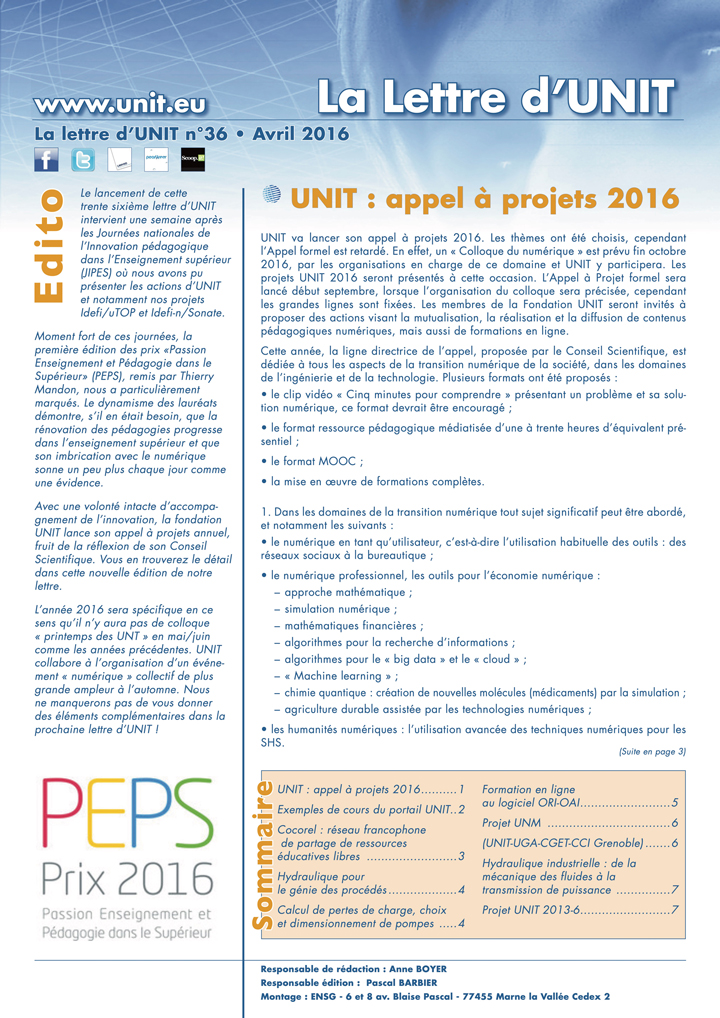 www.unit.eu
La Lettre d'UNIT
La lettre d'UNIT n°36 • Avril 2016
Scoop.it
Edito
Le lancement de cette
trente sixième lettre d'UNIT
intervient une semaine après
les Journées nationales de
l'Innovation pédagogique
dans l'Enseignement supérieur
(JIPES) où nous avons pu
présenter les actions d'UNIT
et notamment nos projets
Idefi/uTOP et Idefi-n/Sonate.
Moment fort de ces journées, la
première édition des prix «Passion
Enseignement et Pédagogie dans le
Supérieur» (PEPS), remis par Thierry
Mandon, nous a particulièrement
marqués. Le dynamisme des lauréats
démontre, s'il en était besoin, que la
rénovation des pédagogies progresse
dans l'enseignement supérieur et que
son imbrication avec le numérique
sonne un peu plus chaque jour comme
une évidence.
Avec une volonté intacte d'accompa-
gnement de l'innovation, la fondation
UNIT lance son appel à projets annuel,
fruit de la réflexion de son Conseil
Scientifique. Vous en trouverez le détail
dans cette nouvelle édition de notre
lettre.
L'année 2016 sera spécifique en ce
sens qu'il n'y aura pas de colloque
« printemps des UNT » en mai/juin
comme les années précédentes. UNIT
collabore à l'organisation d'un événe-
ment « numérique » collectif de plus
grande ampleur à l'automne. Nous
ne manquerons pas de vous donner
des éléments complémentaires dans la
prochaine lettre d'UNIT !
PEPS
Prix 2016
Passion Enseignement et
Pédagogie dans le Supérieur
UNIT : appel à projets 2016
UNIT va lancer son appel à projets 2016. Les thèmes ont été choisis, cependant
l'Appel formel est retardé. En effet, un « Colloque du numérique » est prévu fin octobre
2016, par les organisations en charge de ce domaine et UNIT y participera. Les
projets UNIT 2016 seront présentés à cette occasion. L'Appel à Projet formel sera
lancé début septembre, lorsque l'organisation du colloque sera précisée, cependant
les grandes lignes sont fixées. Les membres de la Fondation UNIT seront invités à
proposer des actions visant la mutualisation, la réalisation et la diffusion de contenus
pédagogiques numériques, mais aussi de formations en ligne.
Cette année, la ligne directrice de l'appel, proposée par le Conseil Scientifique, est
dédiée à tous les aspects de la transition numérique de la société, dans les domaines
de l'ingénierie et de la technologie. Plusieurs formats ont été proposés :
• le clip vidéo « Cinq minutes pour comprendre » présentant un problème et sa solu-
tion numérique, ce format devrait être encouragé ;
• le format ressource pédagogique médiatisée d'une à trente heures d'équivalent pré-
sentiel ;
• le format MOOC ;
• la mise en œuvre de formations complètes.
1. Dans les domaines de la transition numérique tout sujet significatif peut être abordé,
et notamment les suivants :
• le numérique en tant qu'utilisateur, c'est-à-dire l'utilisation habituelle des outils : des
réseaux sociaux à la bureautique ;
• le numérique professionnel, les outils pour l'économie numérique :
– approche mathématique ;
– simulation numérique ;
– mathématiques financières ;
– algorithmes pour la recherche d'informations ;
– algorithmes pour le « big data » et le « cloud » ;
– « Machine learning » ;
– chimie quantique : création de nouvelles molécules (médicaments) par la simulation ;
– agriculture durable assistée par les technologies numériques ;
• les humanités numériques : l'utilisation avancée des techniques numériques pour les
SHS.
(Suite en page 3)
Sommaire
UNIT : appel à projets 2016..........1
Exemples de cours du portail UNIT..2
Cocorel : réseau francophone
de partage de ressources
éducatives libres .........................3
Hydraulique pour
le génie des procédés...................4
Calcul de pertes de charge, choix
et dimensionnement de pompes .....4
Formation en ligne
au logiciel ORI-OAI.........................5
Projet UNM ..................................6
(UNIT-UGA-CGET-CCI Grenoble).......6
Hydraulique industrielle : de la
mécanique des fluides à la
transmission de puissance ...............7
Projet UNIT 2013-6.........................7
Responsable de rédaction : Anne BOYER
Responsable édition : Pascal BARBIER
Montage : ENSG - 6 et 8 av. Blaise Pascal - 77455 Marne la Vallée Cedex 2